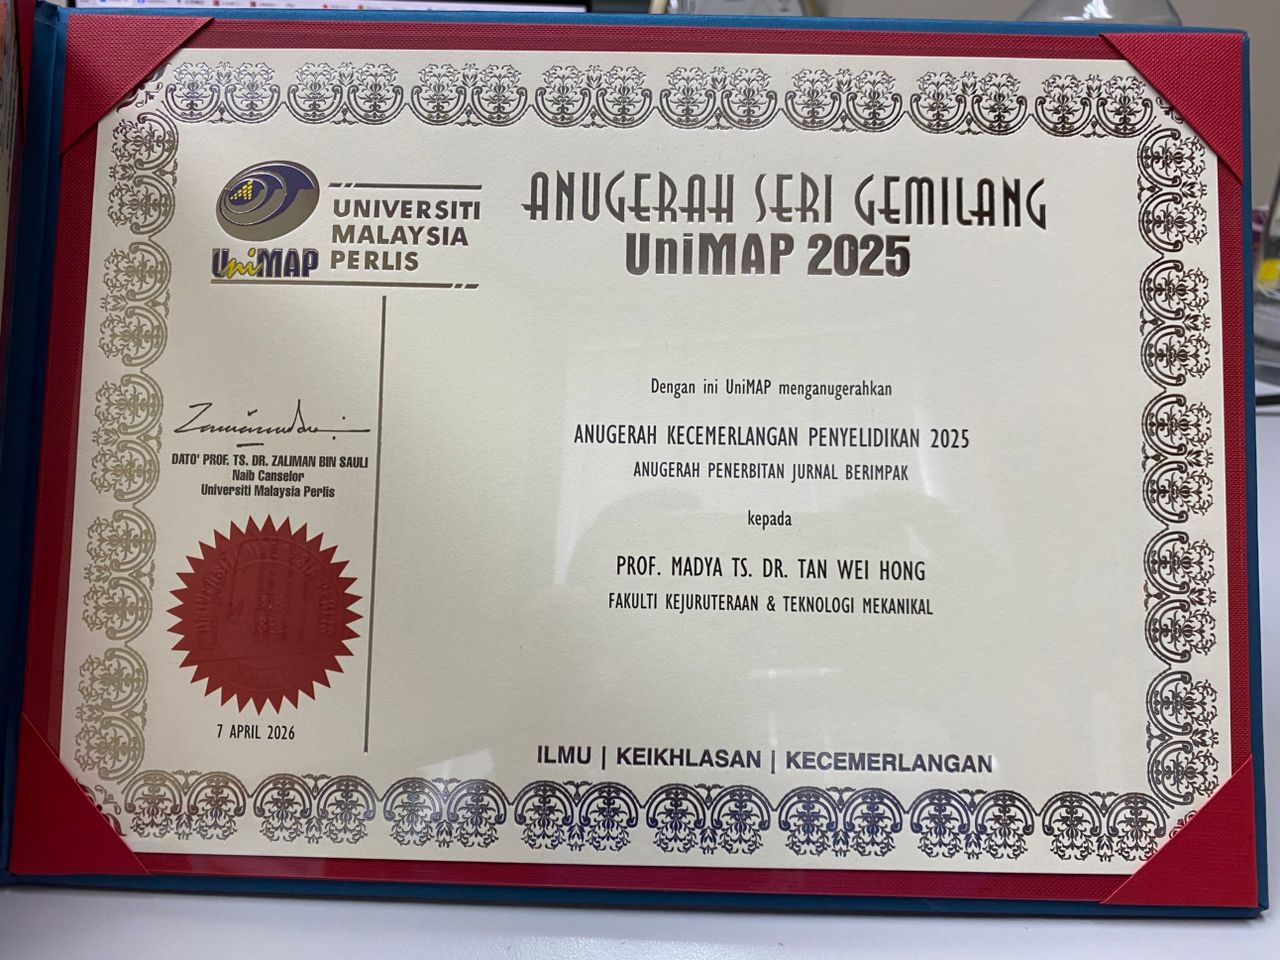 UniMAP
UNIVERSITI
MALAYSIA
PERLIS
ANUGERAH SERI GEMILANG
UniMAP 2025
Dengan ini UniMAP menganugerahkan
ANUGERAH KECEMERLANGAN PENYELIDIKAN 2025
ANUGERAH PENERBITAN JURNAL BERIMPAK
kepada
PROF. MADYA TS. DR. TAN WEI HONG
FAKULTI KEJURUTERAAN & TEKNOLOGI MEKANIKAL
DATO' PROF. TS. DR. ZALIMAN BIN SAULI
Naib Canselor
Universiti Malaysia Perlis
7 APRIL 2026
ILMU | KEIKHLASAN | KECEMERLANGAN